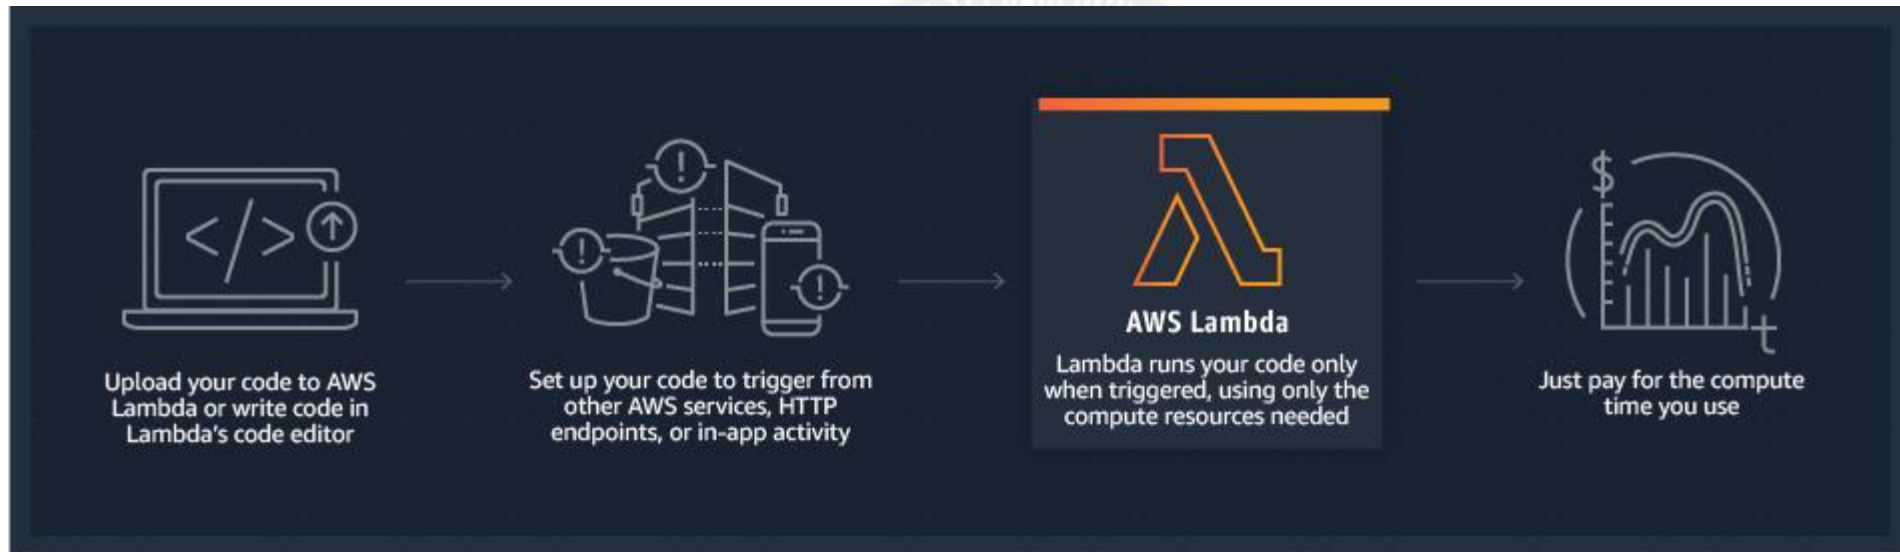 </>
Upload your code to AWS
Lambda or write code in
Lambda's code editor
Set up your code to trigger from
other AWS services, HTTP
endpoints, or in-app activity
AWS Lambda
Lambda runs your code only
when triggered, using only the
compute resources needed
$
t
Just pay for the compute
time you use